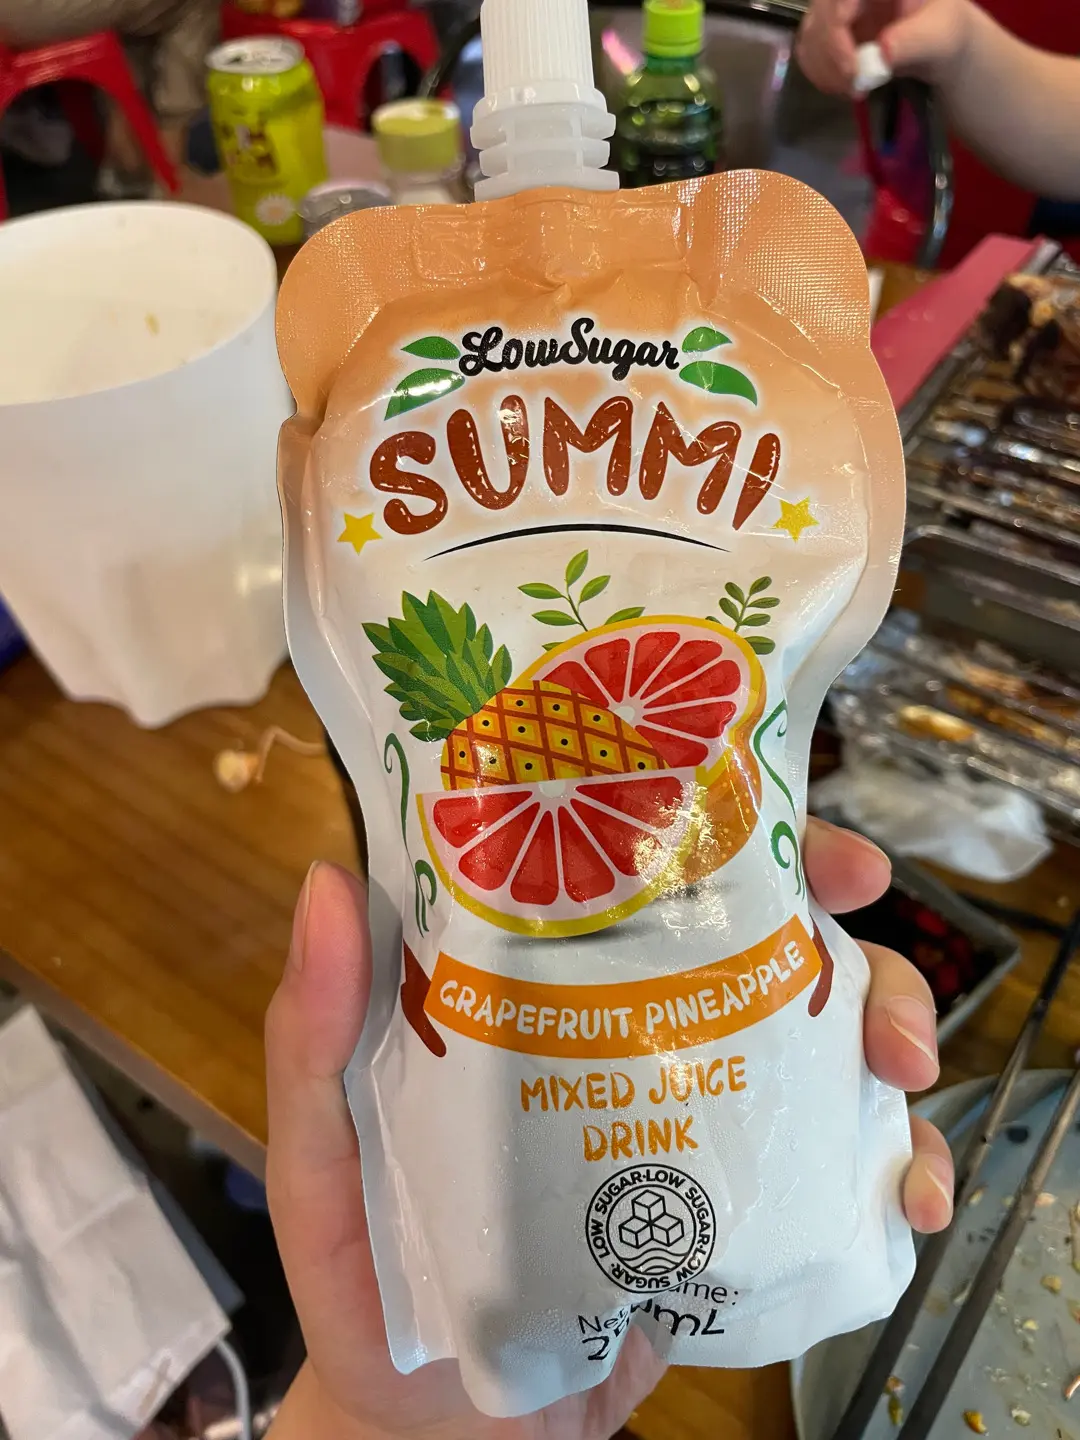 LowSugar
SUMMI
GRAPEFRUIT PINEAPPLE
MIXED JUICE
DRINK
LOW SUGAR·LOW SUGAR·LOW SUGAR·